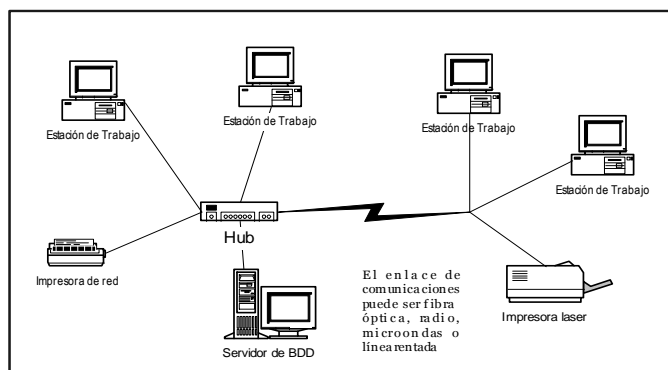 Estación de Trabajo
Estación de Trabajo
Estación de Trabajo
Estación de Trabajo
Hub
Impresora de red
Servidor de BDD
El enlace de
comunicaciones
puede ser fibra
óptica, radio,
microondas o
línea rentada
Impresora laser